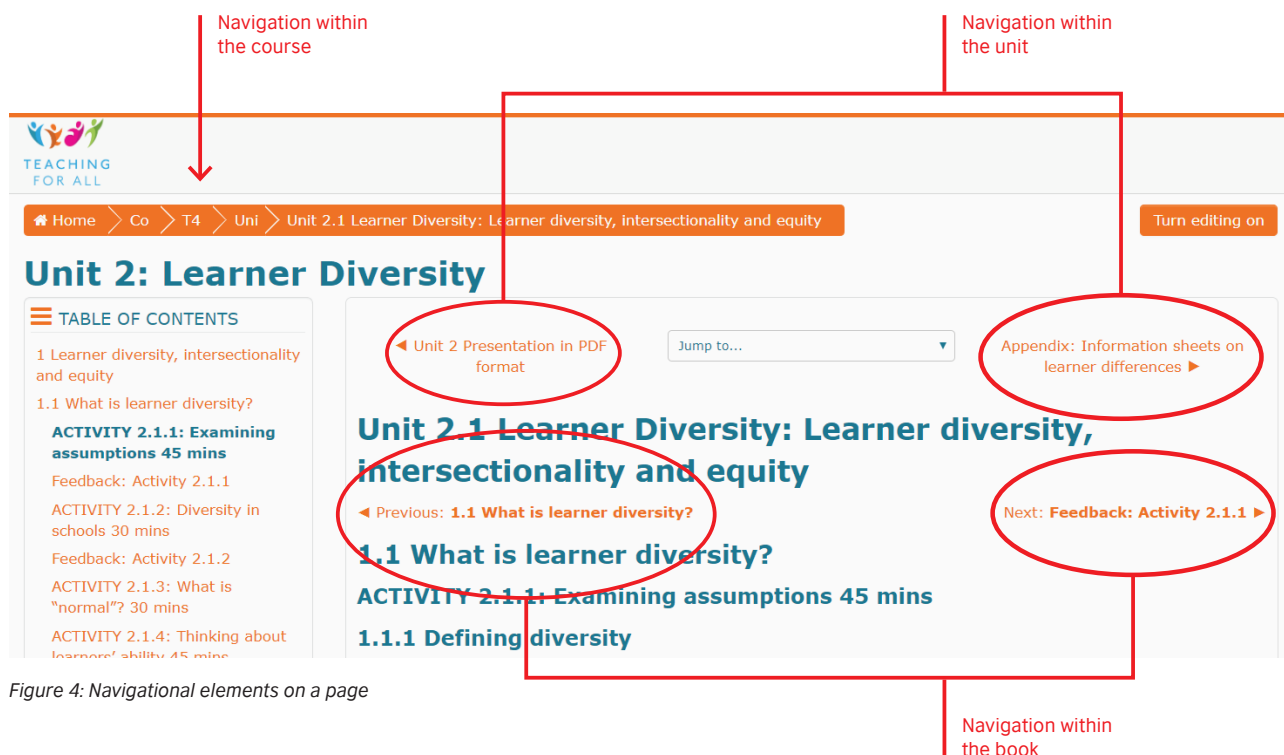 Navigation within
the course
Navigation within
the unit
TEACHING
FOR ALL
Home Co T4 Uni Unit 2.1 Learner Diversity: Learner diversity, intersectionality and equity
Turn editing on
Unit 2: Learner Diversity
TABLE OF CONTENTS
1 Learner diversity, intersectionality
and equity
1.1 What is learner diversity?
ACTIVITY 2.1.1: Examining
assumptions 45 mins
Feedback: Activity 2.1.1
ACTIVITY 2.1.2: Diversity in
schools 30 mins
Feedback: Activity 2.1.2
ACTIVITY 2.1.3: What is
"normal"? 30 mins
ACTIVITY 2.1.4: Thinking about
learners' ability 45 mins
◄ Unit 2 Presentation in PDF
format
Jump to...
Appendix: Information sheets on
learner differences ►
Unit 2.1 Learner Diversity: Learner diversity,
intersectionality and equity
◄ Previous: 1.1 What is learner diversity?
Next: Feedback: Activity 2.1.1 ►
1.1 What is learner diversity?
ACTIVITY 2.1.1: Examining assumptions 45 mins
1.1.1 Defining diversity
Figure 4: Navigational elements on a page
Navigation within
the book